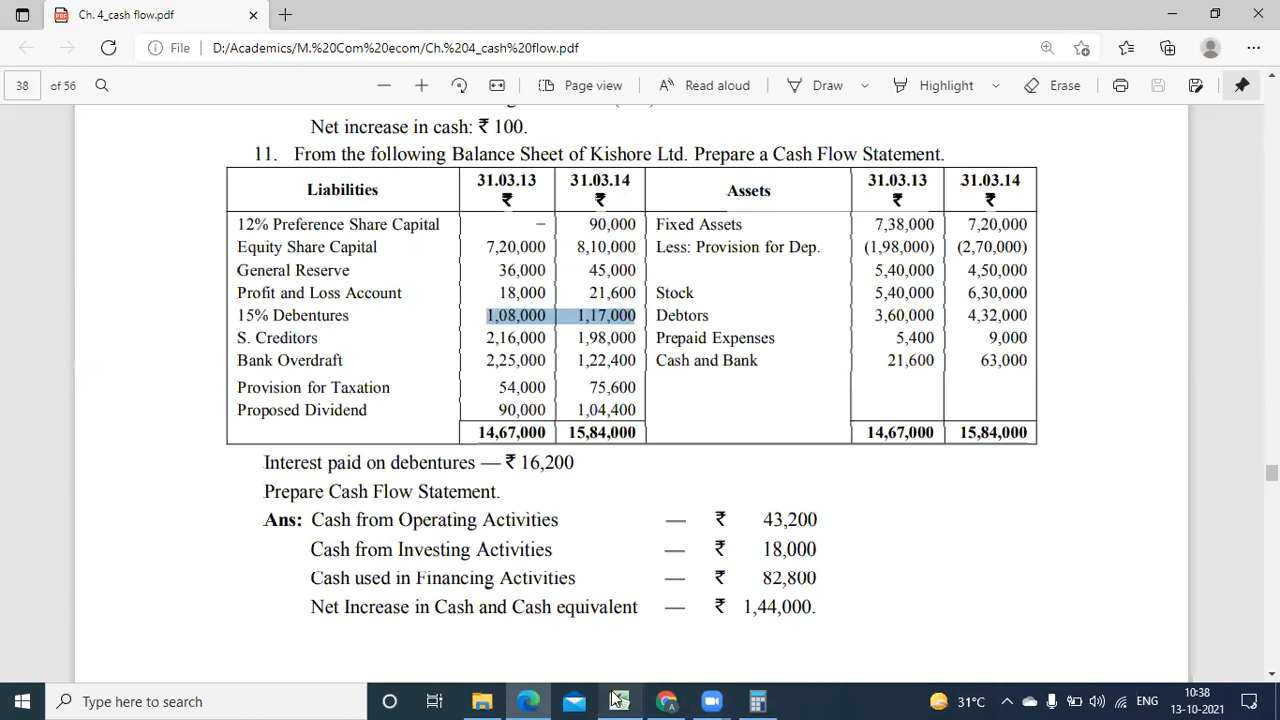 Ch. 4_cash flow.pdf
File D:/Academics/M.%20Com%20ecom/Ch.%204_cash%20flow.pdf
38 of 56 Page view Read aloud Draw Highlight Erase
Net increase in cash: ₹ 100.
11. From the following Balance Sheet of Kishore Ltd. Prepare a Cash Flow Statement.
Liabilities 31.03.13 ₹ 31.03.14 ₹ Assets 31.03.13 ₹ 31.03.14 ₹
12% Preference Share Capital – 90,000 Fixed Assets 7,38,000 7,20,000
Equity Share Capital 7,20,000 8,10,000 Less: Provision for Dep. (1,98,000) (2,70,000)
General Reserve 36,000 45,000 5,40,000 4,50,000
Profit and Loss Account 18,000 21,600 Stock 5,40,000 6,30,000
15% Debentures 1,08,000 1,17,000 Debtors 3,60,000 4,32,000
S. Creditors 2,16,000 1,98,000 Prepaid Expenses 5,400 9,000
Bank Overdraft 2,25,000 1,22,400 Cash and Bank 21,600 63,000
Provision for Taxation 54,000 75,600
Proposed Dividend 90,000 1,04,400
14,67,000 15,84,000 14,67,000 15,84,000
Interest paid on debentures — ₹ 16,200
Prepare Cash Flow Statement.
Ans: Cash from Operating Activities — ₹ 43,200
Cash from Investing Activities — ₹ 18,000
Cash used in Financing Activities — ₹ 82,800
Net Increase in Cash and Cash equivalent — ₹ 1,44,000.
Type here to search 31°C ENG 10:38
13-10-2021